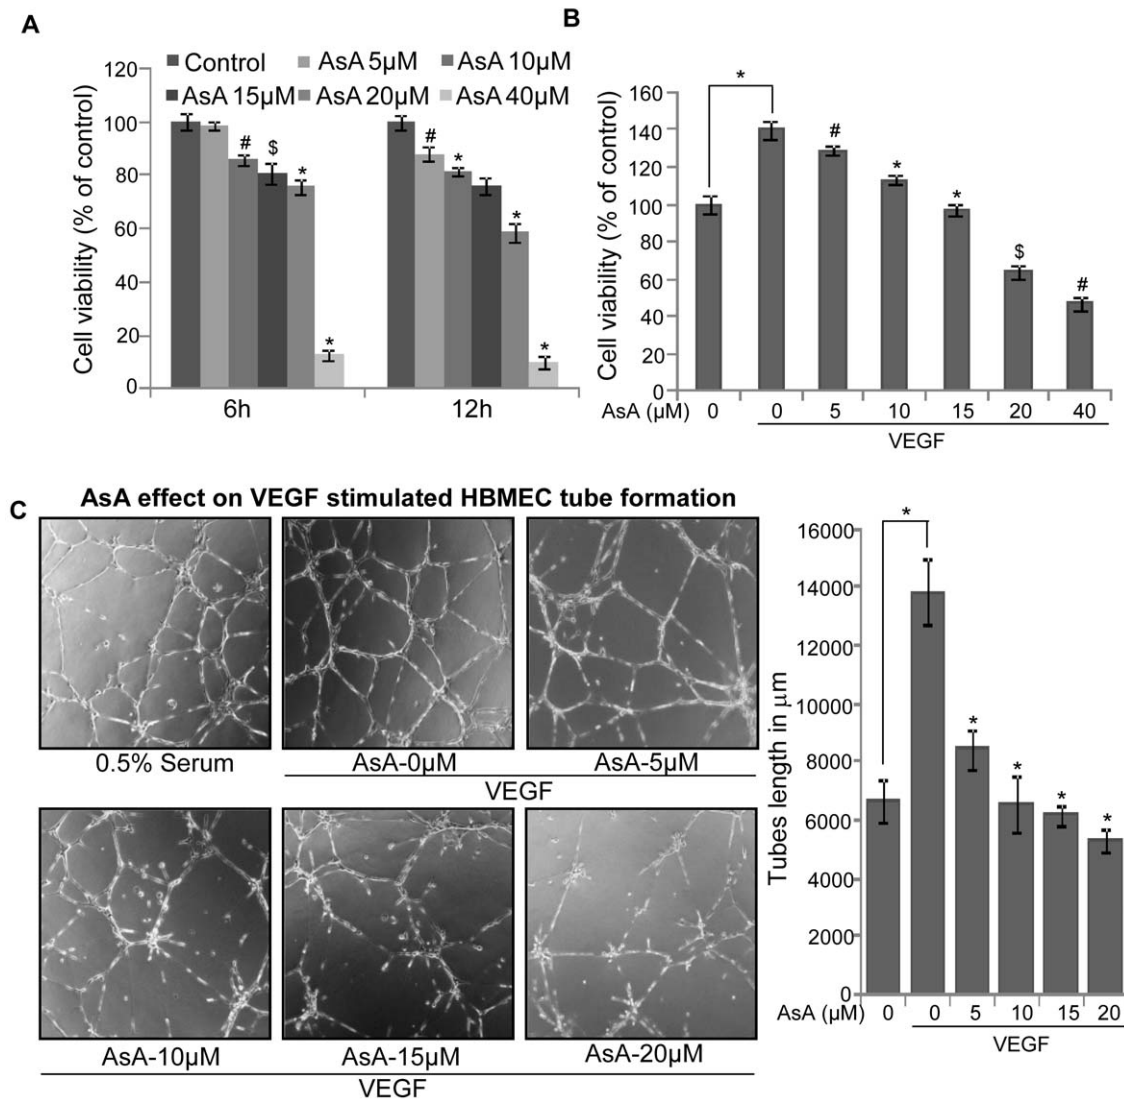 A
Control AsA 5µM AsA 10µM
AsA 15µM AsA 20µM AsA 40µM
Cell viability (% of control)
120
100
80
60
40
20
0
# $ *
*
# *
*
*
6h 12h
B
Cell viability (% of control)
160
140
120
100
80
60
40
20
0
*
#
*
*
$
#
AsA (µM) 0 0 5 10 15 20 40
VEGF
C
AsA effect on VEGF stimulated HBMEC tube formation
0.5% Serum AsA-0µM AsA-5µM
VEGF
AsA-10µM AsA-15µM AsA-20µM
VEGF
Tubes length in µm
16000
14000
12000
10000
8000
6000
4000
2000
0
*
*
*
*
*
AsA (µM) 0 0 5 10 15 20
VEGF